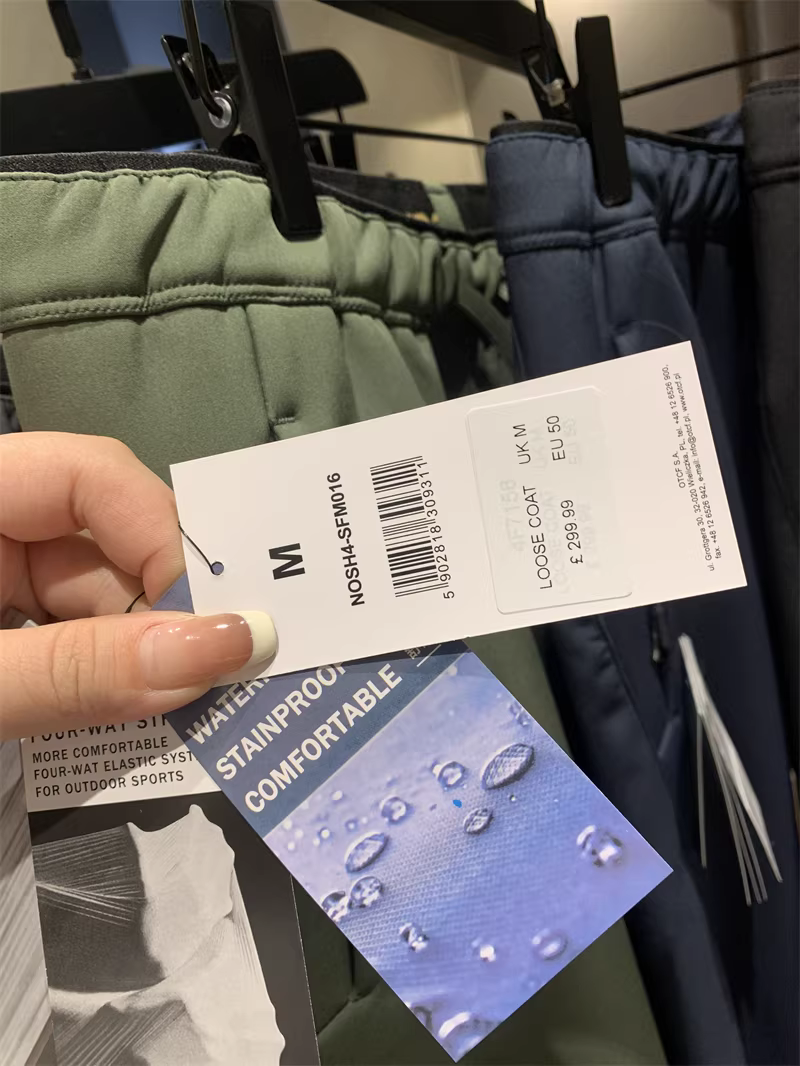 M
NOSH4-SFM016
5 902818 309311
LOOSE COAT UK M
£ 299.99 EU 50
OTCF S.A.
ul. Grottgera 30, 32-020 Wieliczka, PL, tel. +48 12 6526 900,
fax. +48 12 6526 942, e-mail: info@otcf.pl, www.otcf.pl
STAINPROOF
COMFORTABLE
FOUR-WAY
MORE COMFORTABLE
FOUR-WAT ELASTIC SYST
FOR OUTDOOR SPORTS